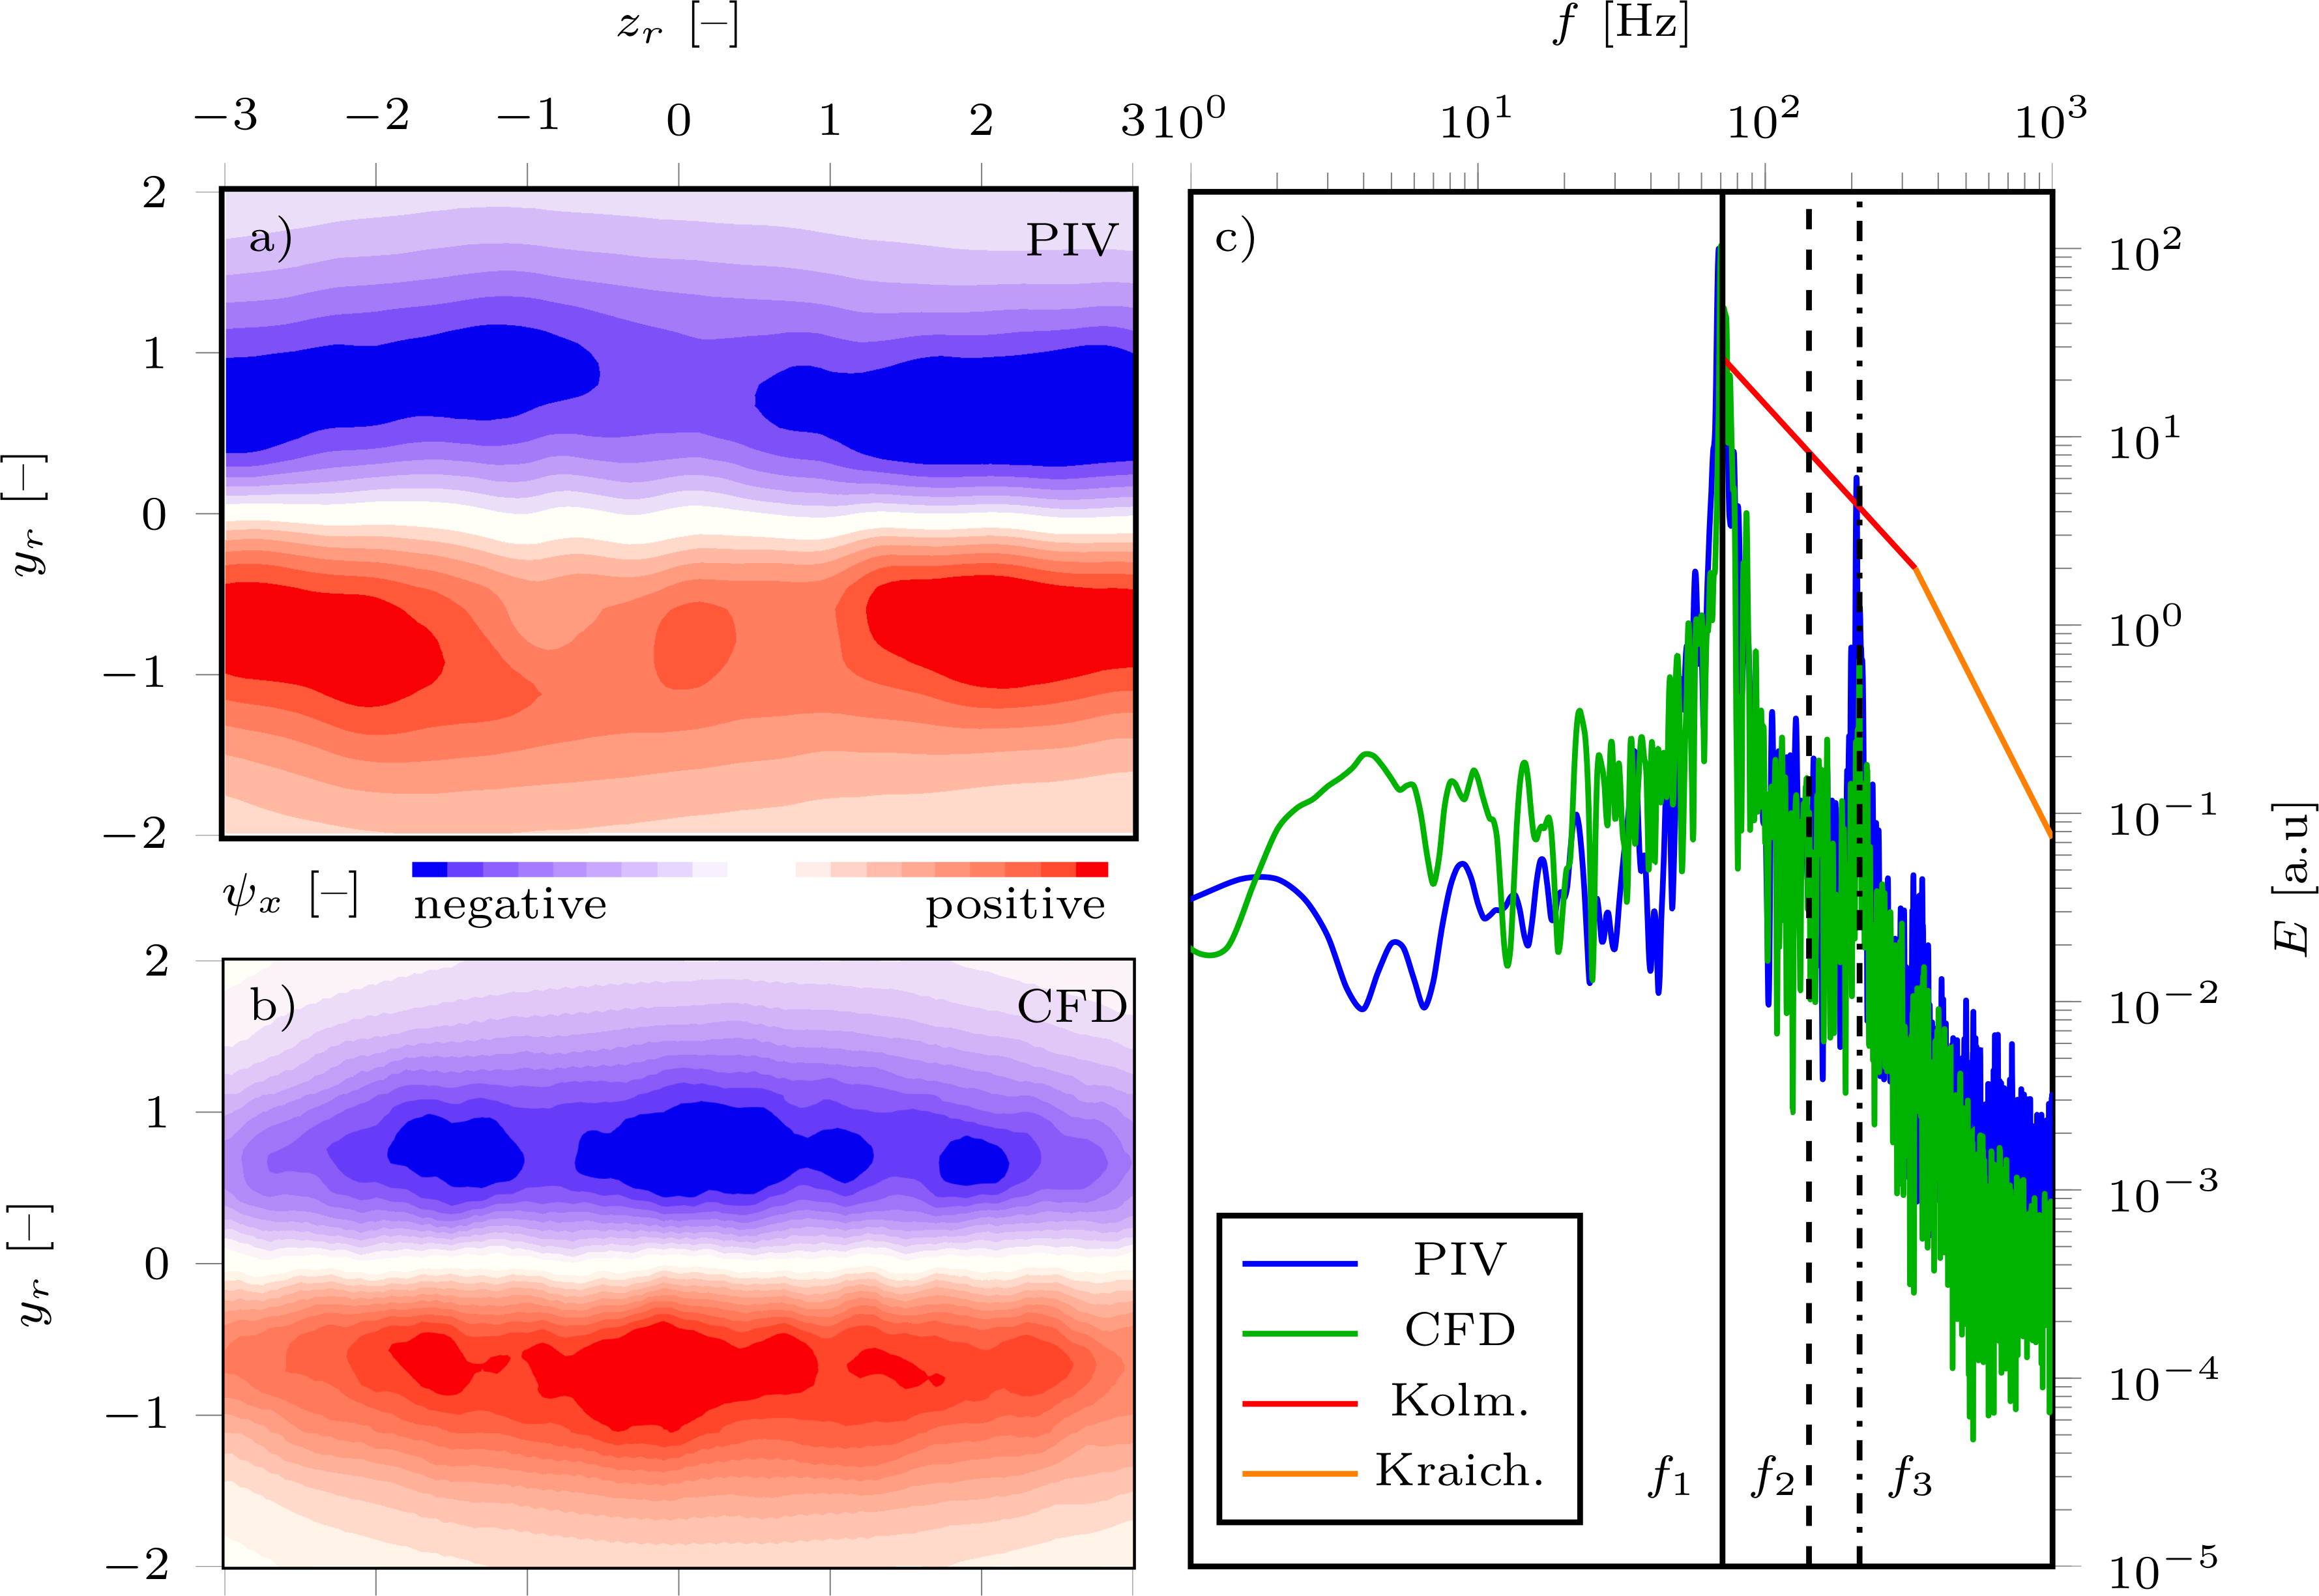 z_r [–]
f [Hz]
−3 −2 −1 0 1 2 3
10^0 10^1 10^2 10^3
a)
PIV
2
1
0
−1
−2
y_r [–]
ψ_x [–]
negative
positive
b)
CFD
2
1
0
−1
−2
y_r [–]
c)
10^2
10^1
10^0
10^−1
10^−2
10^−3
10^−4
10^−5
E [a.u]
PIV
CFD
Kolm.
Kraich.
f_1
f_2
f_3